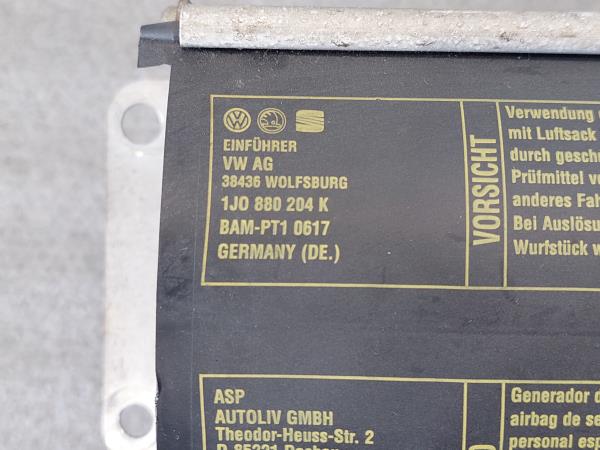 EINFÜHRER
VW AG
38436 WOLFSBURG
1J0 880 204 K
BAM-PT1 0617
GERMANY (DE.)
VORSICHT
Verwendung
mit Luftsack
durch gesch
Prüfmittel v
anderes Fah
Bei Auslösu
Wurfstück w
ASP
AUTOLIV GMBH
Theodor-Heuss-Str. 2
Generador d
airbag de se
personal esp